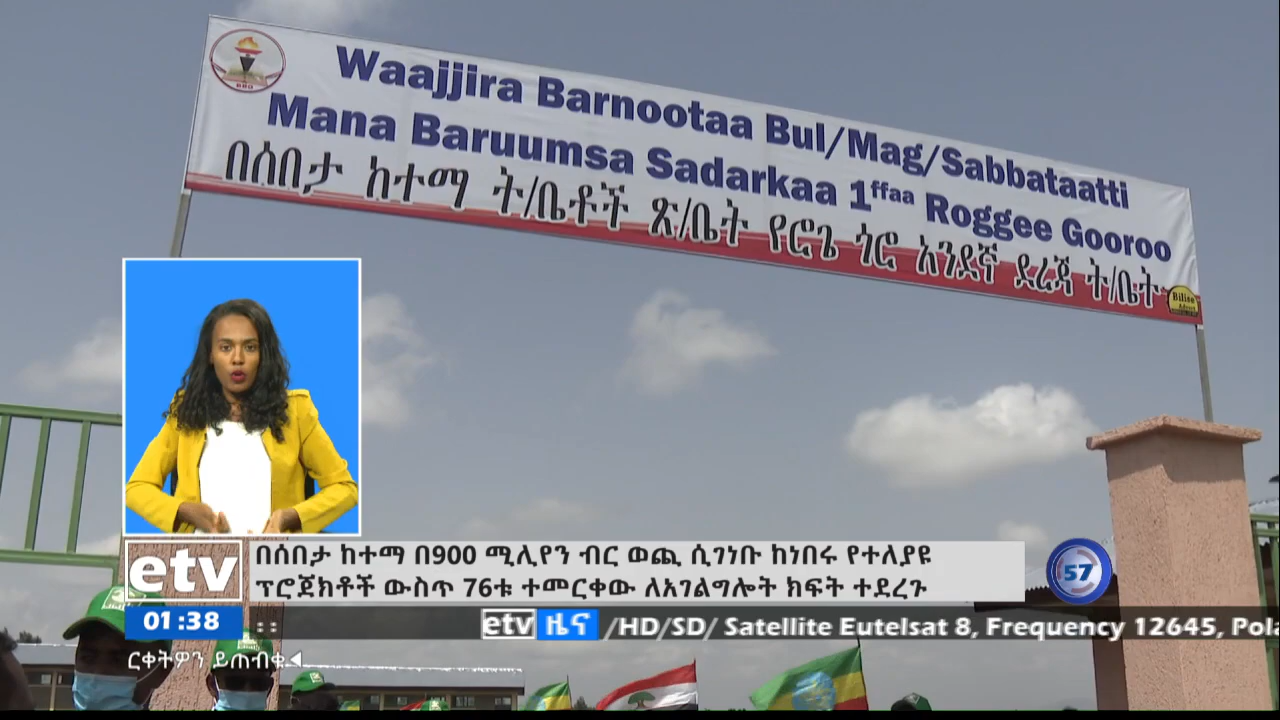 Waajjira Barnootaa Bul/Mag/Sabbataatti
Mana Baruumsa Sadarkaa 1ffaa Roggee Gooroo
በሰበታ ከተማ ት/ቤቶች ጽ/ቤት የሮጌ ጎሮ አንደኛ ደረጃ ት/ቤት
Bilise
etv
በሰበታ ከተማ በ900 ሚሊየን ብር ወጪ ሲገነቡ ከነበሩ የተለያዩ
ፕሮጀክቶች ውስጥ 76ቱ ተመርቀው ለአገልግሎት ክፍት ተደረጉ
57
01:38
etv ዜና /HD/SD/ Satellite Eutelsat 8, Frequency 12645, Pola
ርቀትዎን ይጠብቁ